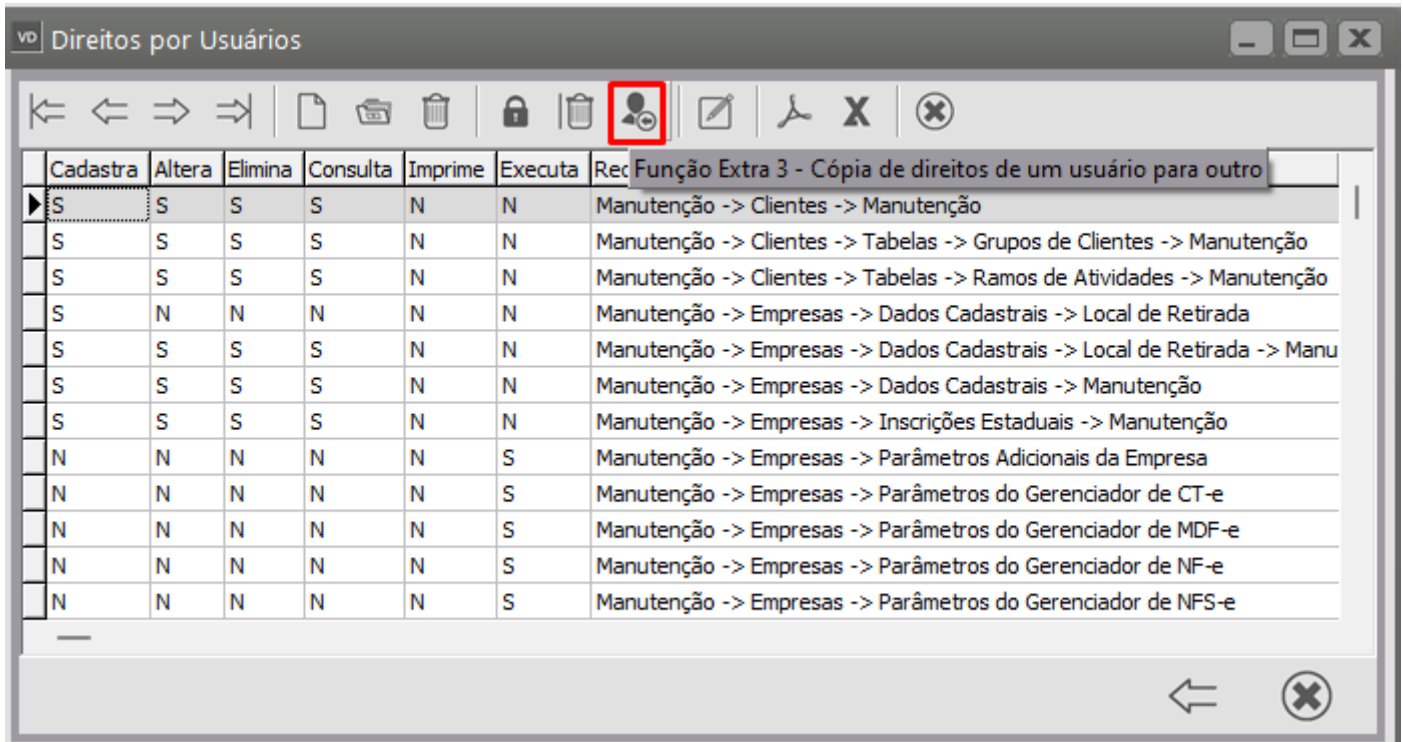 VD Direitos por Usuários
X
Cadastra Altera Elimina Consulta Imprime Executa Rec Função Extra 3 - Cópia de direitos de um usuário para outro
S S S S N N Manutenção -> Clientes -> Manutenção
S S S S N N Manutenção -> Clientes -> Tabelas -> Grupos de Clientes -> Manutenção
S S S S N N Manutenção -> Clientes -> Tabelas -> Ramos de Atividades -> Manutenção
S N N N N N Manutenção -> Empresas -> Dados Cadastrais -> Local de Retirada
S S S S N N Manutenção -> Empresas -> Dados Cadastrais -> Local de Retirada -> Manu
S S S S N N Manutenção -> Empresas -> Dados Cadastrais -> Manutenção
S S S S N N Manutenção -> Empresas -> Inscrições Estaduais -> Manutenção
N N N N N S Manutenção -> Empresas -> Parâmetros Adicionais da Empresa
N N N N N S Manutenção -> Empresas -> Parâmetros do Gerenciador de CT-e
N N N N N S Manutenção -> Empresas -> Parâmetros do Gerenciador de MDF-e
N N N N N S Manutenção -> Empresas -> Parâmetros do Gerenciador de NF-e
N N N N N S Manutenção -> Empresas -> Parâmetros do Gerenciador de NFS-e